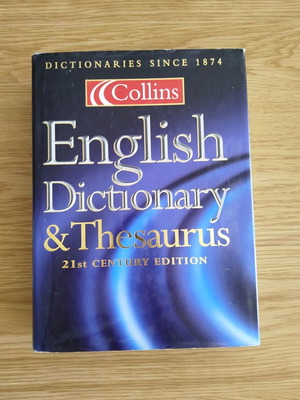 DICTIONARIES SINCE 1874
Collins
English
Dictionary
& Thesaurus
21st CENTURY EDITION